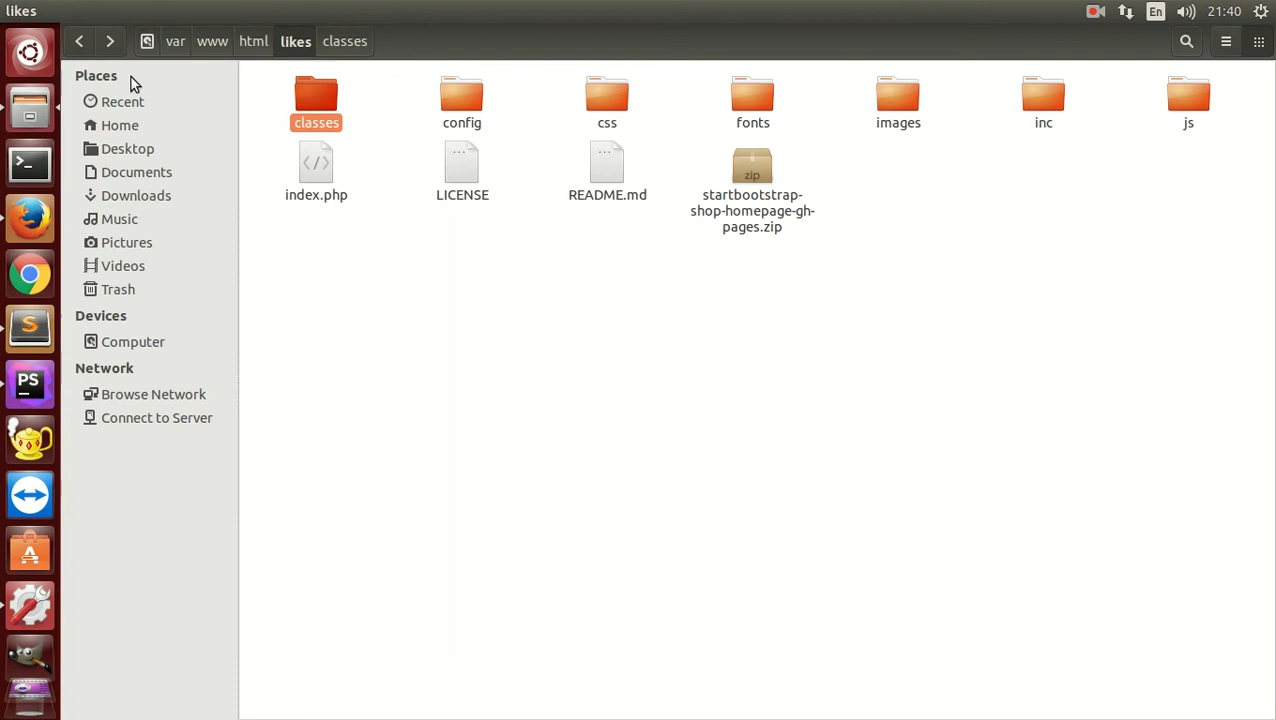 likes
En
21:40
var
www
html
likes
classes
Places
Recent
Home
Desktop
Documents
Downloads
Music
Pictures
Videos
Trash
Devices
Computer
Network
Browse Network
Connect to Server
classes
config
css
fonts
images
inc
js
index.php
LICENSE
README.md
zip
startbootstrap-
shop-homepage-gh-
pages.zip
S
PS
A